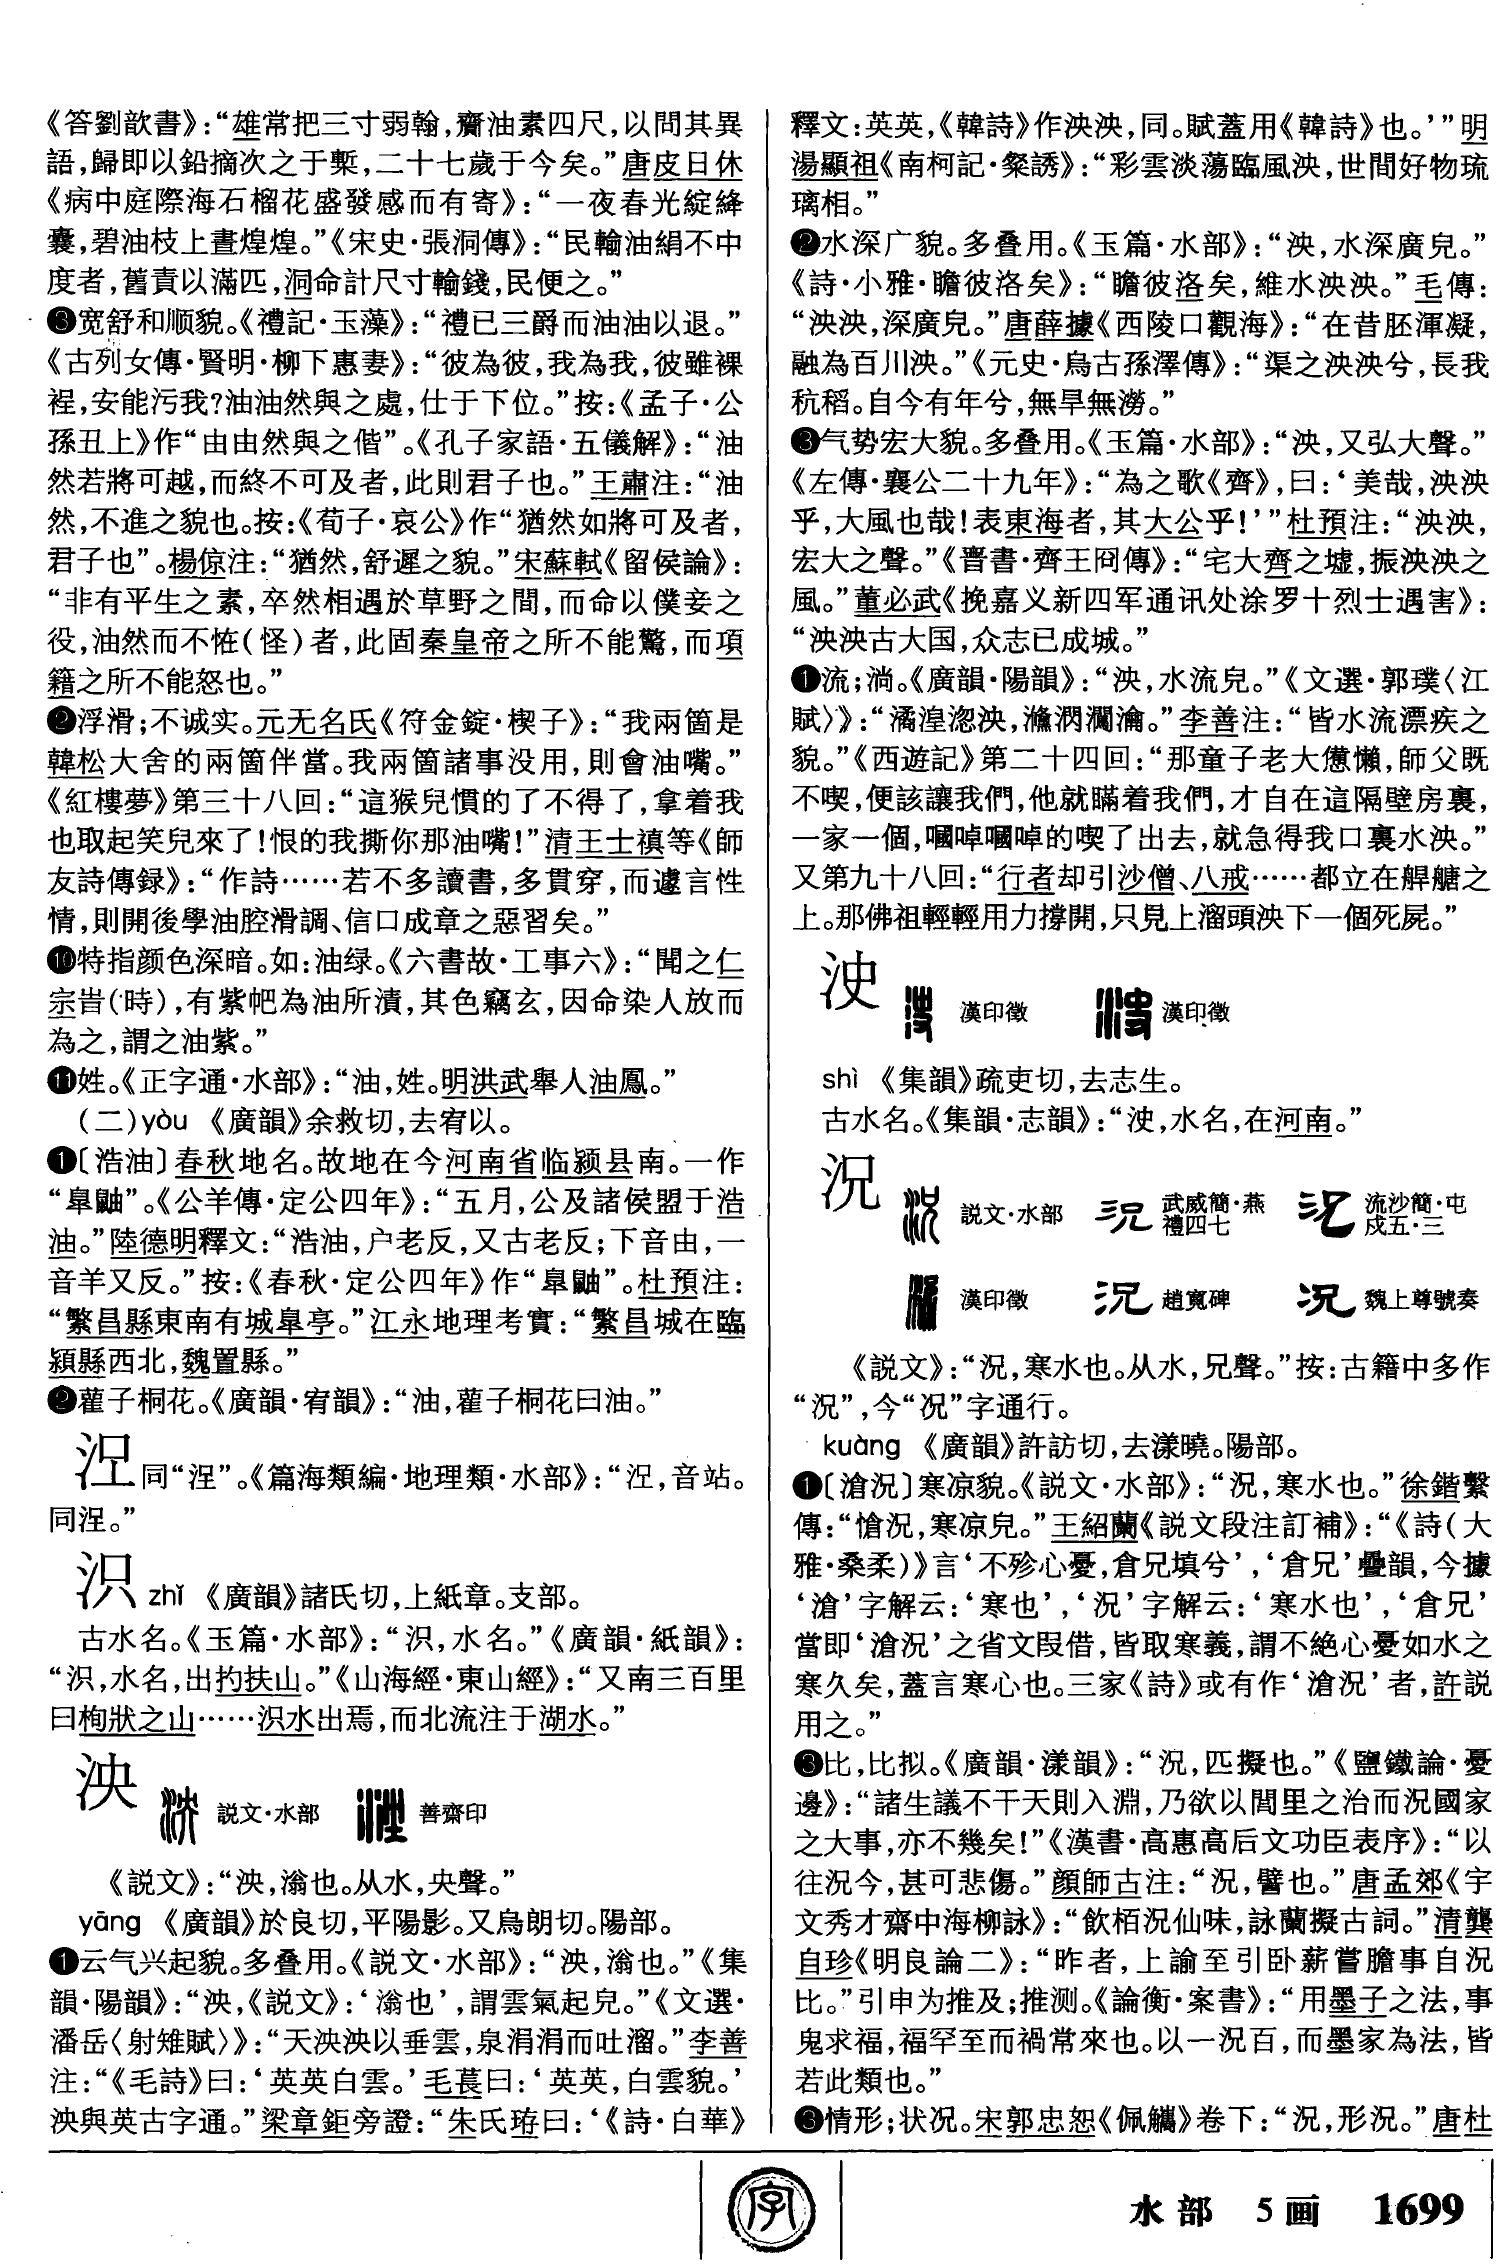 《答劉歆書》：“雄常把三寸弱翰，齎油素四尺，以問其異
語，歸即以鉛摘次之于槧，二十七歲于今矣。”唐皮日休
《病中庭際海石榴花盛發感而有寄》：“一夜春光綻絳
囊，碧油枝上晝煌煌。”《宋史·張洞傳》：“民輸油絹不中
度者，舊責以滿匹，洞命計尺寸輸錢，民便之。”
❽宽舒和顺貌。《禮記·玉藻》：“禮已三爵而油油以退。”
《古列女傳·賢明·柳下惠妻》：“彼為彼，我為我，彼雖裸
裎，安能污我？油油然與之處，仕于下位。”按：《孟子·公
孫丑上》作“由由然與之偕”。《孔子家語·五儀解》：“油
然若將可越，而終不可及者，此則君子也。”王肅注：“油
然，不進之貌也。按：《荀子·哀公》作“猶然如將可及者，
君子也”。楊倞注：“猶然，舒遲之貌。”宋蘇軾《留侯論》：
“非有平生之素，卒然相遇於草野之間，而命以僕妾之
役，油然而不恠（怪）者，此固秦皇帝之所不能驚，而項
籍之所不能怒也。”
❾浮滑；不诚实。元无名氏《符金錠·楔子》：“我兩箇是
韓松大舍的兩箇伴當。我兩箇諸事没用，則會油嘴。”
《紅樓夢》第三十八回：“這猴兒慣的了不得了，拿着我
也取起笑兒來了！恨的我撕你那油嘴！”清王士禛等《師
友詩傳録》：“作詩……若不多讀書，多貫穿，而遽言性
情，則開後學油腔滑調、信口成章之惡習矣。”
❿特指颜色深暗。如：油绿。《六書故·工事六》：“聞之仁
宗旹（時），有紫帊為油所漬，其色竊玄，因命染人放而
為之，謂之油紫。”
⓫姓。《正字通·水部》：“油，姓。明洪武舉人油鳳。”
（二）yòu 《廣韻》余救切，去宥以。
❶〔浩油〕春秋地名。故地在今河南省临颍县南。一作
“臯鼬”。《公羊傳·定公四年》：“五月，公及諸侯盟于浩
油。”陸德明釋文：“浩油，户老反，又古老反；下音由，一
音羊又反。”按：《春秋·定公四年》作“臯鼬”。杜預注：
“繁昌縣東南有城臯亭。”江永地理考實：“繁昌城在臨
潁縣西北，魏置縣。”
❷藋子桐花。《廣韻·宥韻》：“油，藋子桐花曰油。”
𣳮同“涅”。《篇海類編·地理類·水部》：“𣳮，音站。
同涅。”
沢 zhǐ 《廣韻》諸氏切，上紙章。支部。
古水名。《玉篇·水部》：“𣲵，水名。”《廣韻·紙韻》：
“𣲵，水名，出扚扶山。”《山海經·東山經》：“又南三百里
曰栒狀之山……𣲵水出焉，而北流注于湖水。”
泱 説文·水部 善齋印
《説文》：“泱，滃也。从水，央聲。”
yāng 《廣韻》於良切，平陽影。又烏朗切。陽部。
❶云气兴起貌。多叠用。《説文·水部》：“泱，滃也。”《集
韻·陽韻》：“泱，《説文》：‘滃也’，謂雲氣起皃。”《文選·
潘岳〈射雉賦〉》：“天泱泱以垂雲，泉涓涓而吐溜。”李善
注：“《毛詩》曰：‘英英白雲。’毛萇曰：‘英英，白雲貌。’
泱與英古字通。”梁章鉅旁證：“朱氏珔曰：‘《詩·白華》
釋文：英英，《韓詩》作泱泱，同。賦蓋用《韓詩》也。’”明
湯顯祖《南柯記·粲誘》：“彩雲淡蕩臨風泱，世間好物琉
璃相。”
❷水深广貌。多叠用。《玉篇·水部》：“泱，水深廣皃。”
《詩·小雅·瞻彼洛矣》：“瞻彼洛矣，維水泱泱。”毛傳：
“泱泱，深廣皃。”唐薛據《西陵口觀海》：“在昔胚渾凝，
融為百川泱。”《元史·烏古孫澤傳》：“渠之泱泱兮，長我
秔稻。自今有年兮，無旱無澇。”
❸气势宏大貌。多叠用。《玉篇·水部》：“泱，又弘大聲。”
《左傳·襄公二十九年》：“為之歌《齊》，曰：‘美哉，泱泱
乎，大風也哉！表東海者，其大公乎！’”杜預注：“泱泱，
宏大之聲。”《晋書·齊王冏傳》：“宅大齊之墟，振泱泱之
風。”董必武《挽嘉义新四军通讯处涂罗十烈士遇害》：
“泱泱古大国，众志已成城。”
❹流；淌。《廣韻·陽韻》：“泱，水流皃。”《文選·郭璞〈江
賦〉》：“潏湟淴泱，滫㶒瀾瀹。”李善注：“皆水流漂疾之
貌。”《西遊記》第二十四回：“那童子老大憊懶，師父既
不喫，便該讓我們，他就瞞着我們，才自在這隔壁房裏，
一家一個，嘓啅嘓啅的喫了出去，就急得我口裏水泱。”
又第九十八回：“行者却引沙僧、八戒……都立在艀艣之
上。那佛祖輕輕用力撐開，只見上溜頭泱下一個死屍。”
㳏 漢印徵 漢印徵
shì 《集韻》疏吏切，去志生。
古水名。《集韻·志韻》：“㳏，水名，在河南。”
況 説文·水部 武威簡·燕禮四七 流沙簡·屯戍五·三
漢印徵 趙寬碑 魏上尊號奏
《説文》：“況，寒水也。从水，兄聲。”按：古籍中多作
“況”，今“况”字通行。
kuàng 《廣韻》許訪切，去漾曉。陽部。
❶〔滄況〕寒凉貌。《説文·水部》：“況，寒水也。”徐鍇繫
傳：“愴況，寒凉皃。”王紹蘭《説文段注訂補》：“《詩（大
雅·桑柔）》言‘不殄心憂，倉兄填兮’，‘倉兄’疊韻，今據
‘滄’字解云：‘寒也’，‘況’字解云：‘寒水也’，‘倉兄’
當即‘滄況’之省文叚借，皆取寒義，謂不絶心憂如水之
寒久矣，蓋言寒心也。三家《詩》或有作‘滄況’者，許説
用之。”
❷比，比拟。《廣韻·漾韻》：“況，匹擬也。”《鹽鐵論·憂
邊》：“諸生議不干天則入淵，乃欲以閭里之治而況國家
之大事，亦不幾矣！”《漢書·高惠高后文功臣表序》：“以
往況今，甚可悲傷。”顔師古注：“況，譬也。”唐孟郊《宇
文秀才齋中海柳詠》：“飲栢況仙味，詠蘭擬古詞。”清龔
自珍《明良論二》：“昨者，上諭至引卧薪嘗膽事自況
比。”引申为推及；推测。《論衡·案書》：“用墨子之法，事
鬼求福，福罕至而禍常來也。以一況百，而墨家為法，皆
若此類也。”
❸情形；状况。宋郭忠恕《佩觿》卷下：“況，形況。”唐杜
字
水部 5画 1699